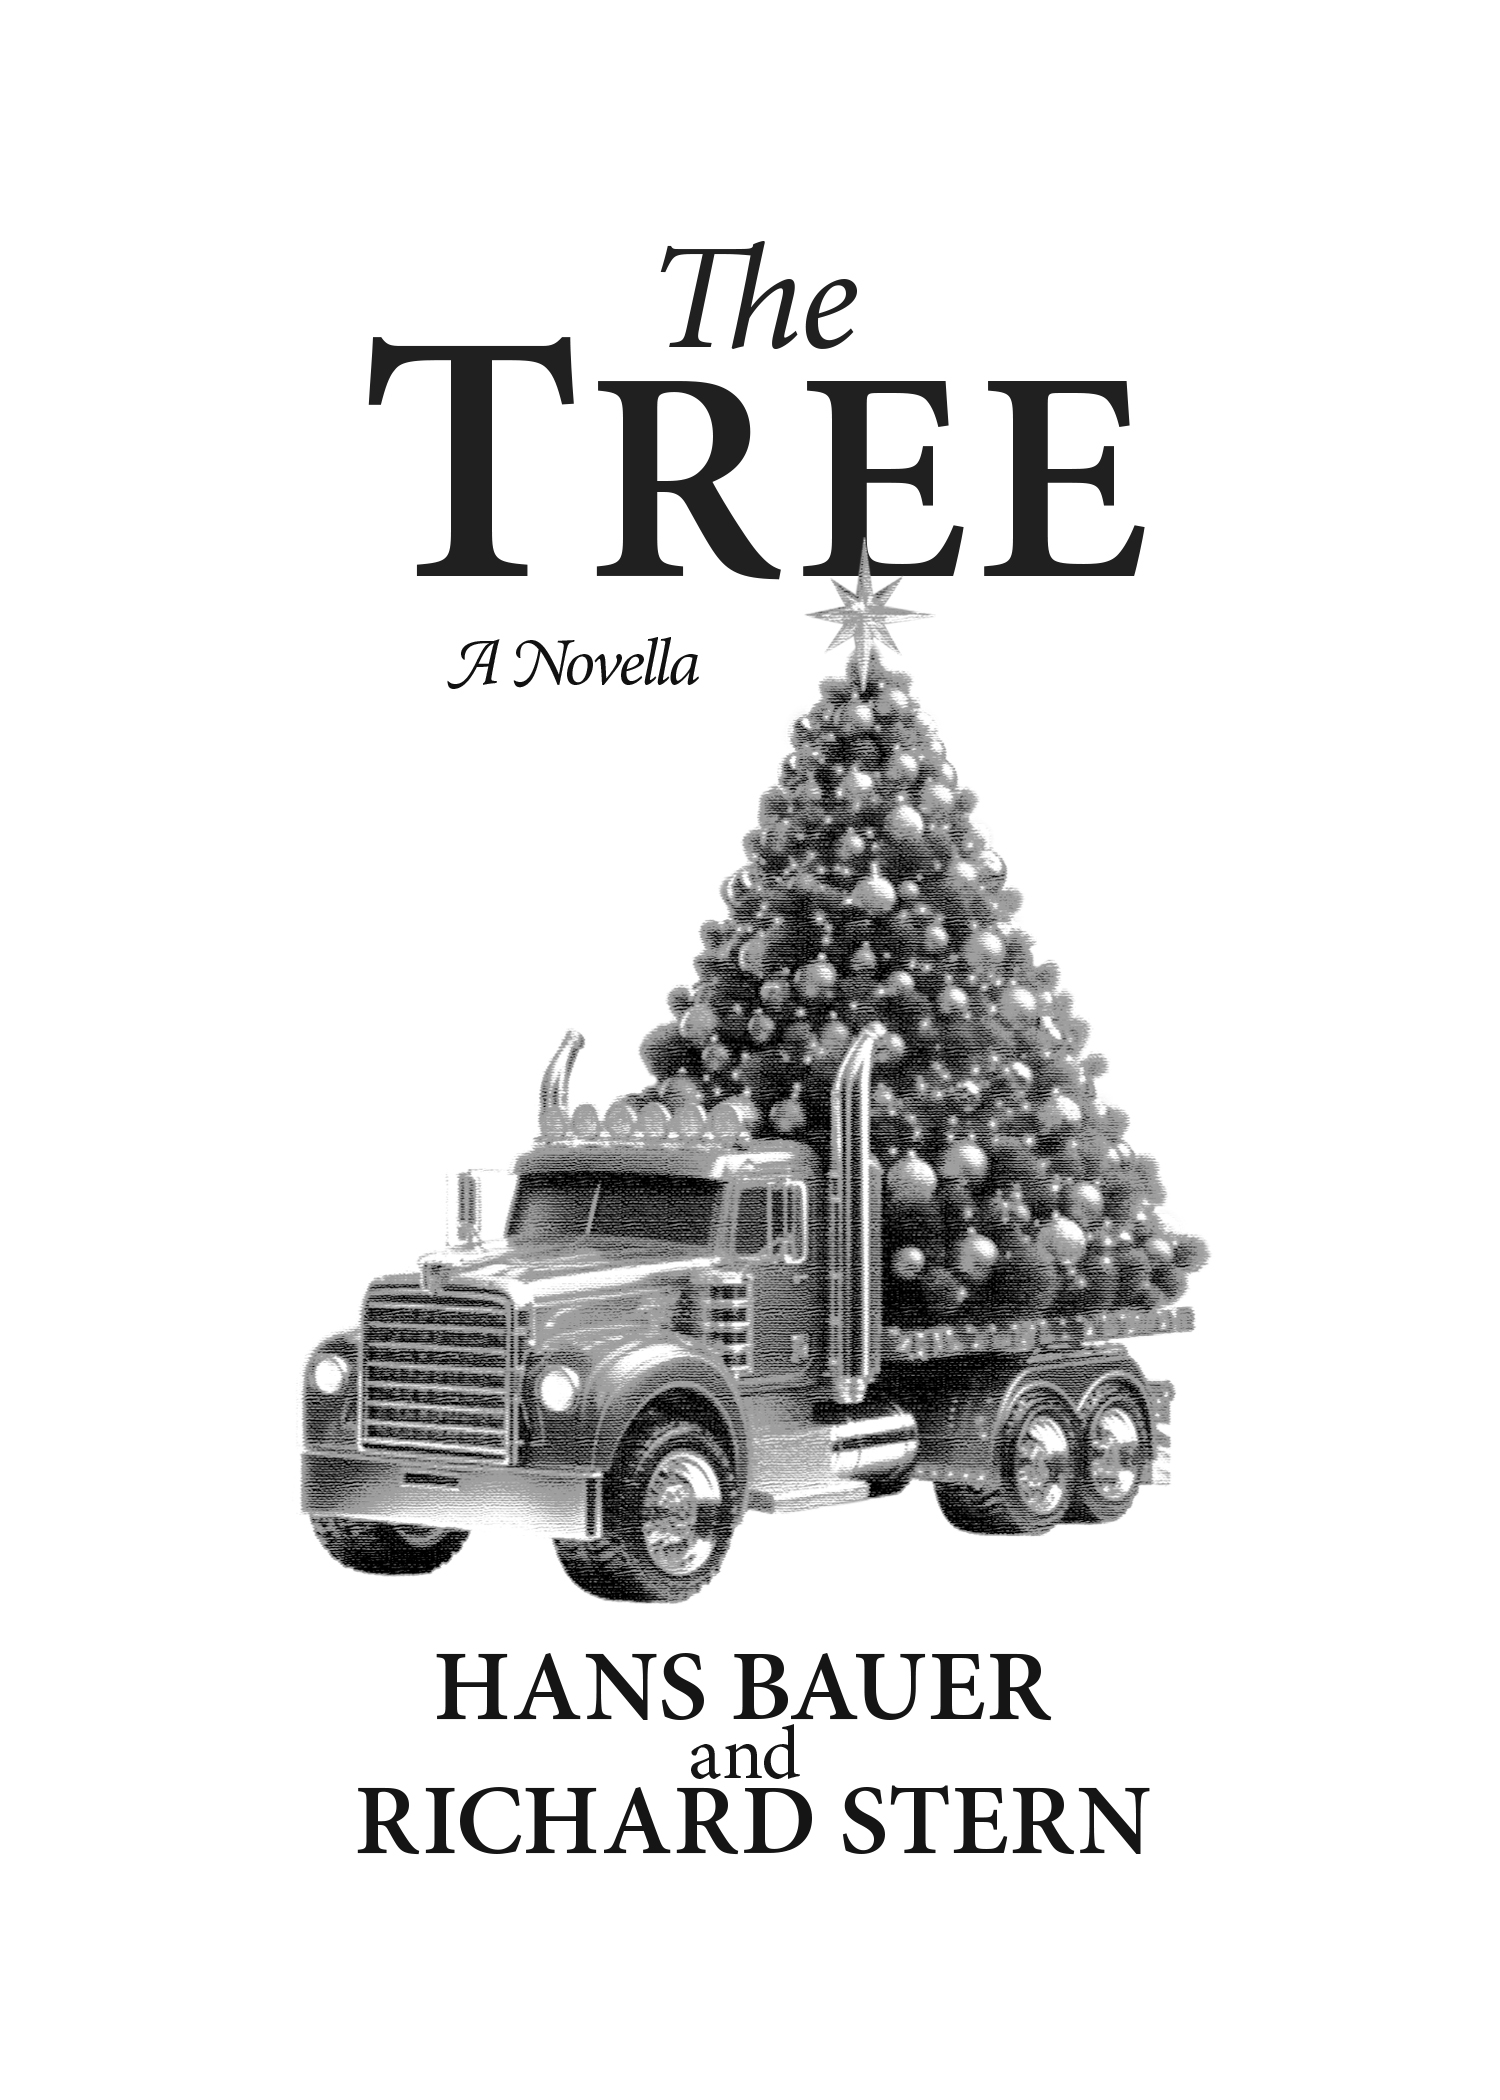 The
TREE
A Novella
HANS BAUER
and
RICHARD STERN